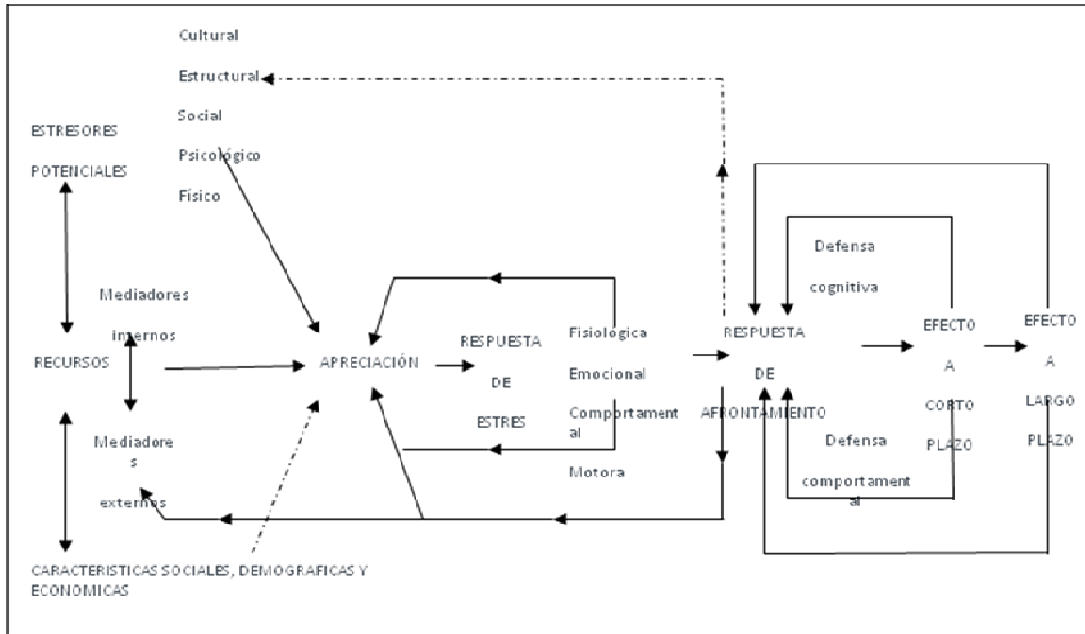 Cultural
Estructural
Social
Psicológico
Físico
ESTRESORES
POTENCIALES
Mediadores
internos
RECURSOS
Mediadore
s
externos
CARACTERISTICAS SOCIALES, DEMOGRAFICAS Y
ECONOMICAS
APRECIACIÓN
RESPUESTA
DE
ESTRES
Fisiológica
Emocional
Comportament
al
Motora
RESPUESTA
DE
AFRONTAMIENTO
Defensa
cognitiva
Defensa
comportament
al
EFECTO
A
CORTO
PLAZO
EFECTO
A
LARGO
PLAZO